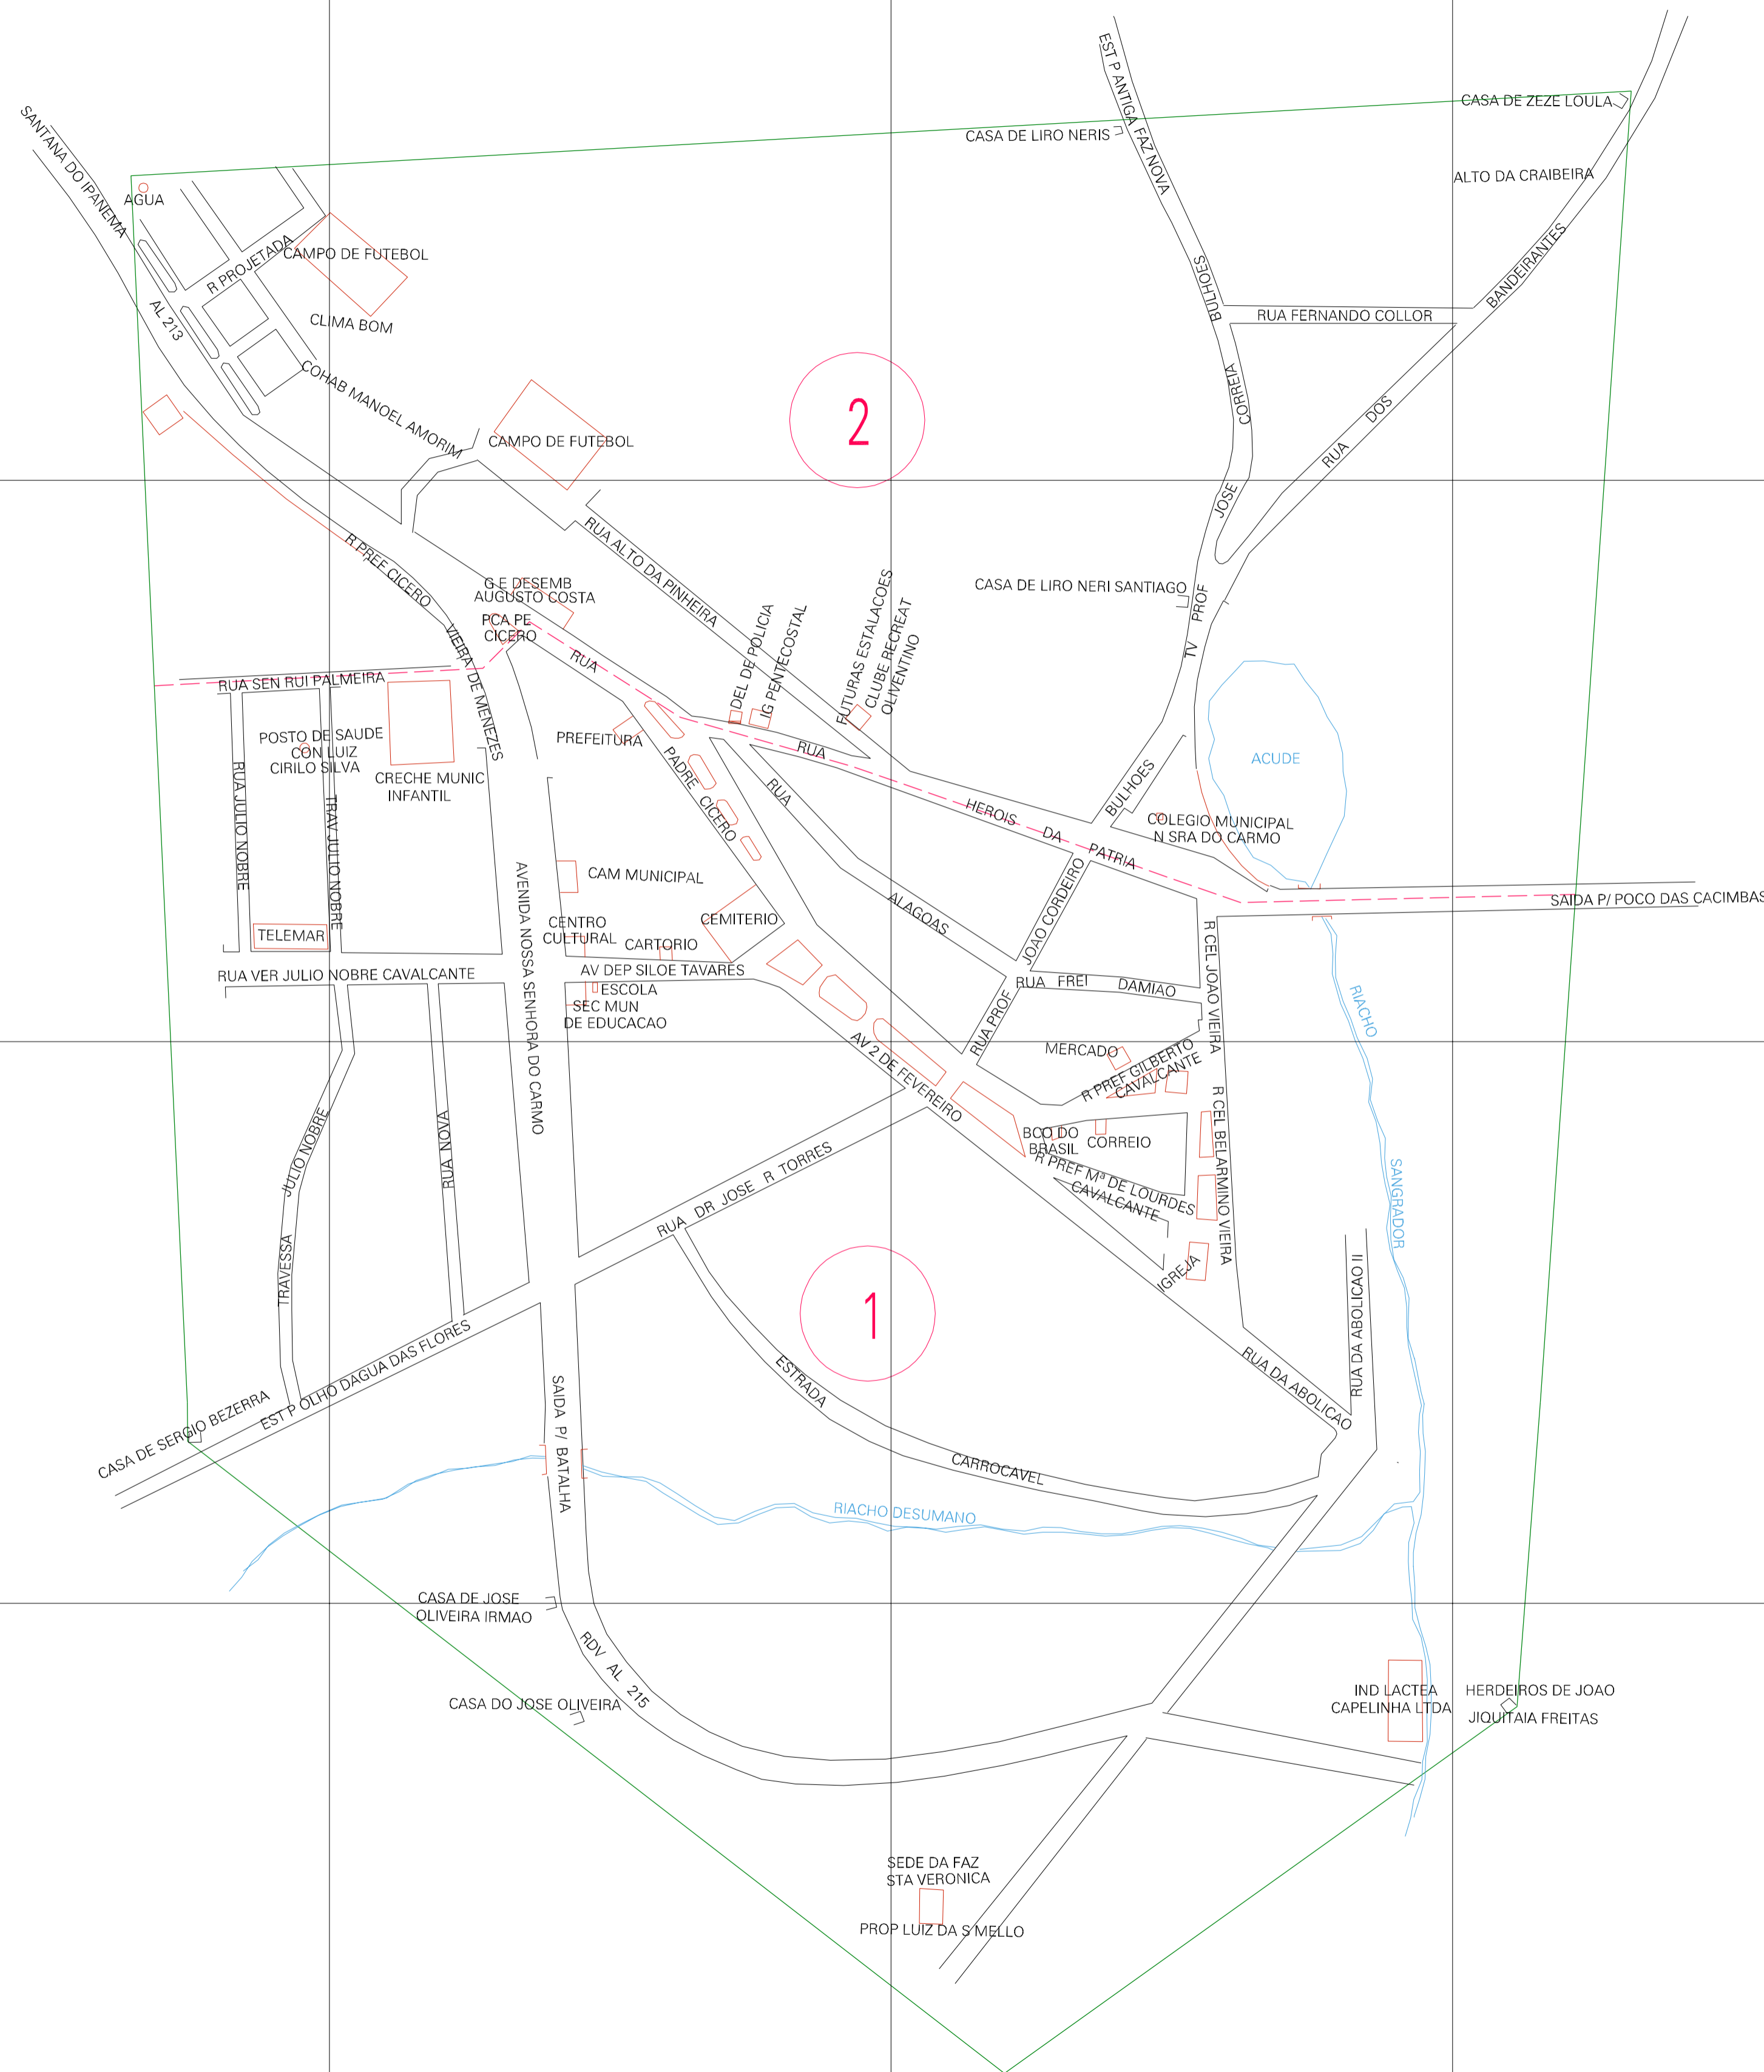 EST P ANTIGA FAZ NOVA
CASA DE ZEZE LOULA
CASA DE LIRO NERIS
SANTANA DO IPANEMA
ALTO DA CRAIBEIRA
AGUA
R PROJETADA
CAMPO DE FUTEBOL
BANDEIRANTES
BULHOES
AL 213
CLIMA BOM
RUA FERNANDO COLLOR
COHAB MANOEL AMORIM
CORREIA
DOS
2
CAMPO DE FUTEBOL
RUA
JOSE
R PREF CICERO
RUA ALTO DA PINHEIRA
G E DESEMB
AUGUSTO COSTA
CASA DE LIRO NERI SANTIAGO
PROF
TV
PCA PE
CICERO
VIEIRA DE MENEZES
RUA
DEL DE POLICIA
IG PENTECOSTAL
FUTURAS ESTALACOES
CLUBE RECREAT
OLIVENTINO
RUA SEN RUI PALMEIRA
POSTO DE SAUDE
CON LUIZ
CIRILO SILVA
PREFEITURA
RUA
ACUDE
CRECHE MUNIC
INFANTIL
PADRE CICERO
RUA
BULHOES
RUA JULIO NOBRE
TRAV JULIO NOBRE
HEROIS DA PATRIA
COLEGIO MUNICIPAL
N SRA DO CARMO
CAM MUNICIPAL
JOAO CORDEIRO
ALAGOAS
SAIDA P/ POCO DAS CACIMBAS
AVENIDA NOSSA SENHORA DO CARMO
CENTRO
CULTURAL
CEMITERIO
TELEMAR
CARTORIO
R CEL JOAO VIEIRA
RUA VER JULIO NOBRE CAVALCANTE
AV DEP SILOE TAVARES
RUA FREI DAMIAO
ESCOLA
SEC MUN
DE EDUCACAO
RIACHO
RUA PROF
AV 2 DE FEVEREIRO
MERCADO
R PREF GILBERTO
CAVALCANTE
JULIO NOBRE
RUA NOVA
BCO DO
BRASIL
CORREIO
R CEL BELARMINO VIEIRA
R PREF Mª DE LOURDES
CAVALCANTE
SANGRADOR
RUA DR JOSE R TORRES
TRAVESSA
IGREJA
RUA DA ABOLICAO II
1
EST P OLHO DAGUA DAS FLORES
RUA DA ABOLICAO
ESTRADA
CASA DE SERGIO BEZERRA
SAIDA P/ BATALHA
CARROCAVEL
RIACHO DESUMANO
CASA DE JOSE
OLIVEIRA IRMAO
RDV AL 215
CASA DO JOSE OLIVEIRA
IND LACTEA
CAPELINHA LTDA
HERDEIROS DE JOAO
JIQUITAIA FREITAS
SEDE DA FAZ
STA VERONICA
PROP LUIZ DA S MELLO